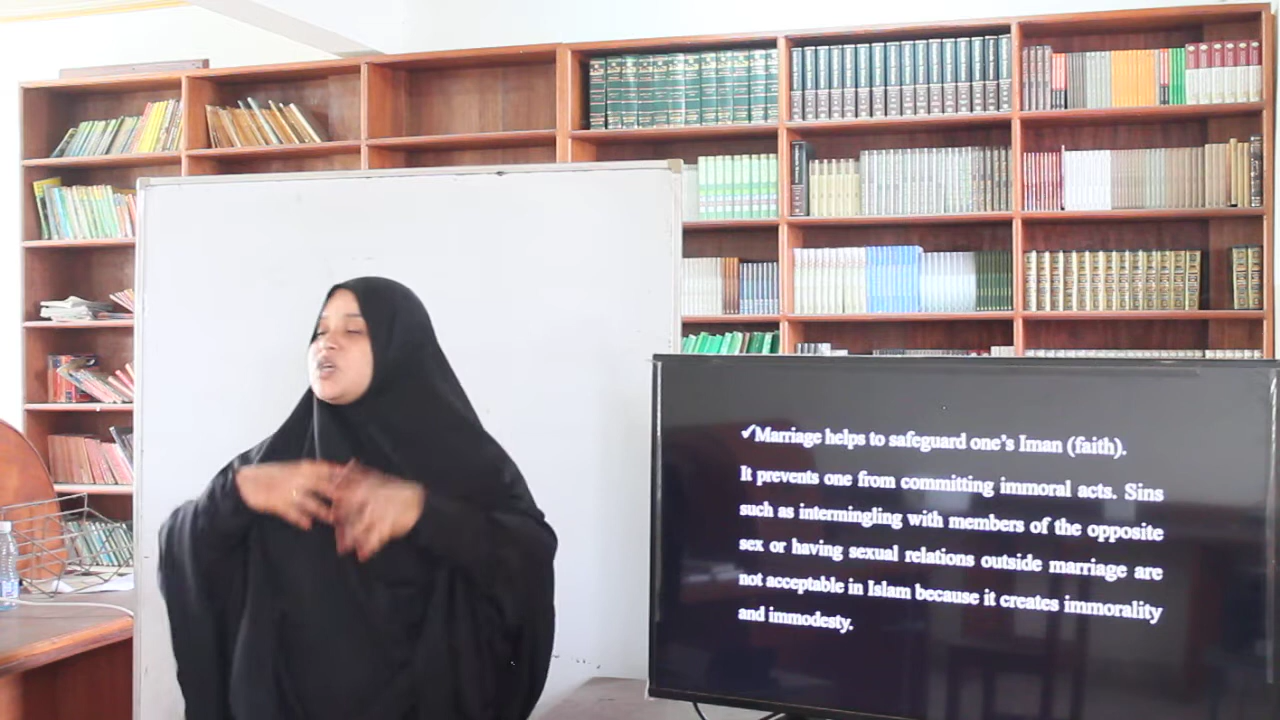 ✓Marriage helps to safeguard one's Iman (faith).
It prevents one from committing immoral acts. Sins
such as intermingling with members of the opposite
sex or having sexual relations outside marriage are
not acceptable in Islam because it creates immorality
and immodesty.